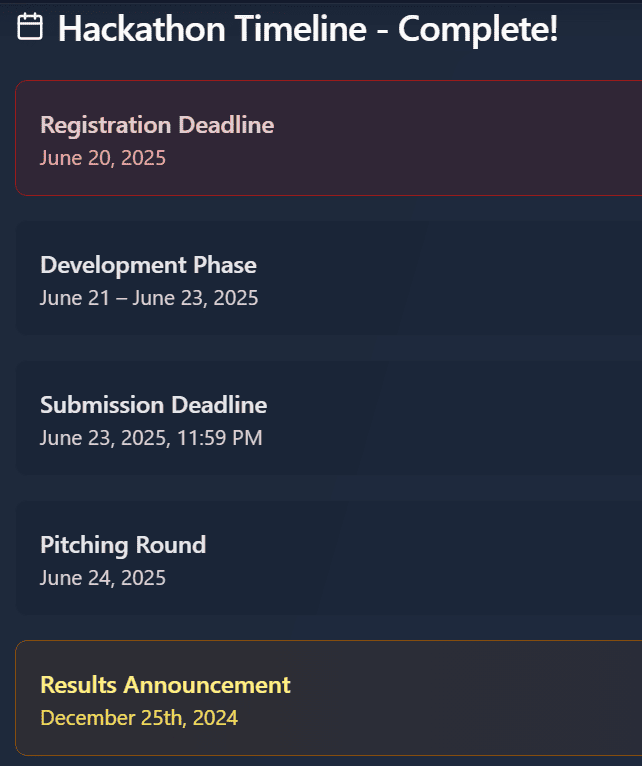 Hackathon Timeline - Complete!
Registration Deadline
June 20, 2025
Development Phase
June 21 – June 23, 2025
Submission Deadline
June 23, 2025, 11:59 PM
Pitching Round
June 24, 2025
Results Announcement
December 25th, 2024